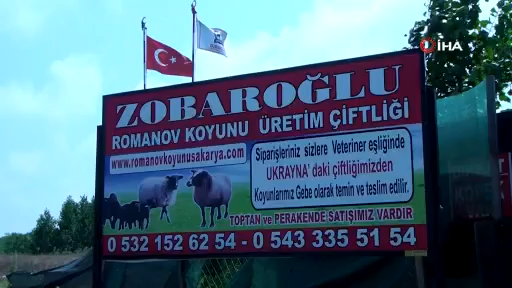 İHA
ZOBAROĞLU
ROMANOV KOYUNU ÜRETİM ÇİFTLİĞİ
www.romanovkoyunusakarya.com
Siparişleriniz sizlere Veteriner eşliğinde
UKRAYNA' daki çiftliğimizden
Koyunlarımız Gebe olarak temin ve teslim edilir.
TOPTAN ve PERAKENDE SATIŞIMIZ VARDIR
0 532 152 62 54 - 0 543 335 51 54